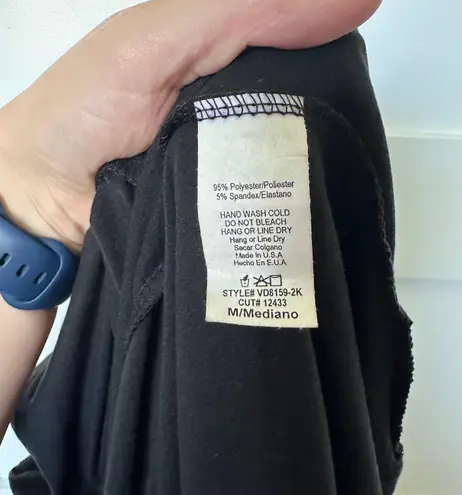 95% Polyester/Poliester
5% Spandex/Elastano
HAND WASH COLD
DO NOT BLEACH
HANG OR LINE DRY
Hang or Line Dry
Secar Colgano
Made In U.S.A
Hecho En E.U.A
STYLE# VD8159-2K
CUT# 12433
M/Mediano